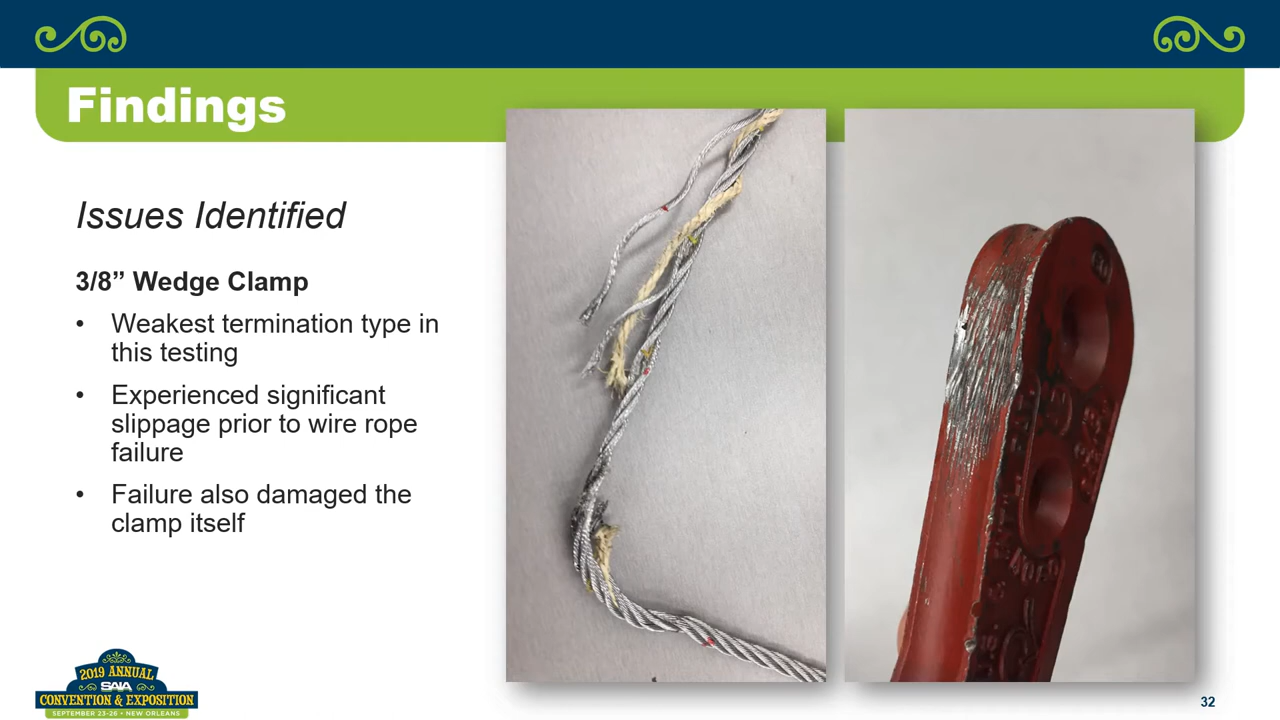 Findings
Issues Identified
3/8” Wedge Clamp
• Weakest termination type in
this testing
• Experienced significant
slippage prior to wire rope
failure
• Failure also damaged the
clamp itself
2019 ANNUAL
SAIA
CONVENTION & EXPOSITION
SEPTEMBER 23-26 • NEW ORLEANS
32